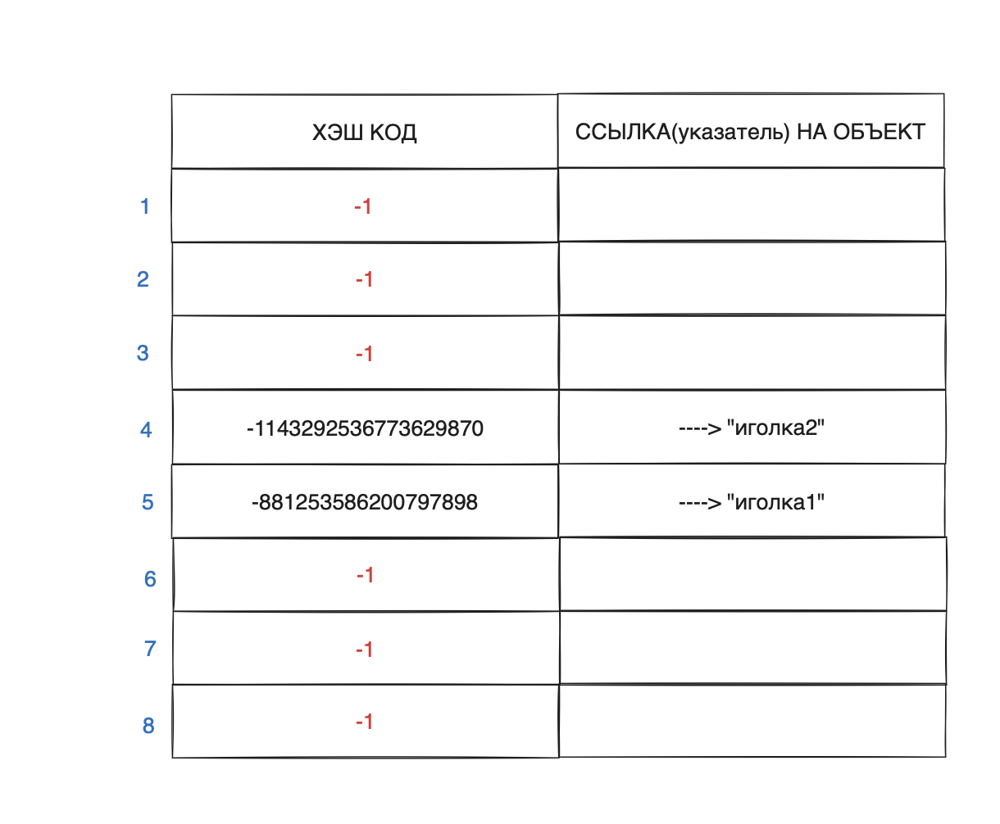 ХЭШ КОД ССЫЛКА(указатель) НА ОБЪЕКТ
1 -1
2 -1
3 -1
4 -1143292536773629870 ----> "иголка2"
5 -881253586200797898 ----> "иголка1"
6 -1
7 -1
8 -1